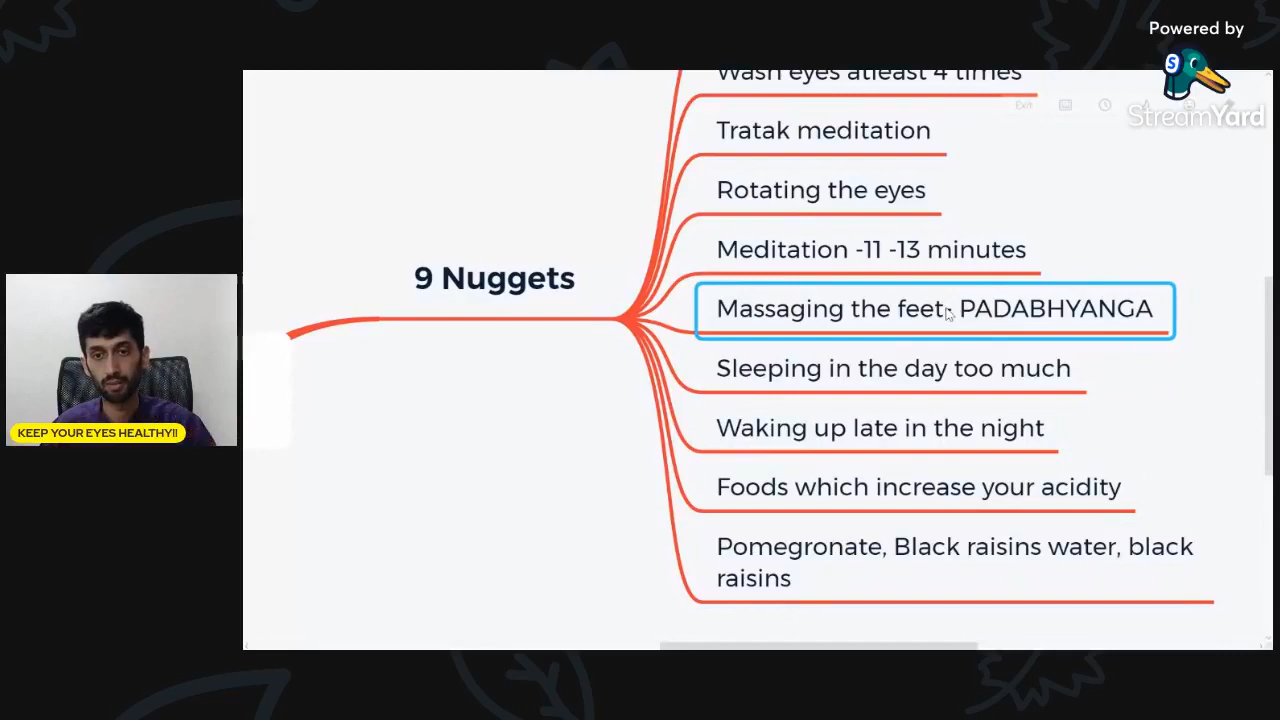 Powered by
StreamYard
Wash eyes atleast 4 times
Exit
Tratak meditation
Rotating the eyes
9 Nuggets
Meditation -11 -13 minutes
Massaging the feet- PADABHYANGA
Sleeping in the day too much
Waking up late in the night
KEEP YOUR EYES HEALTHY!!
Foods which increase your acidity
Pomegronate, Black raisins water, black
raisins